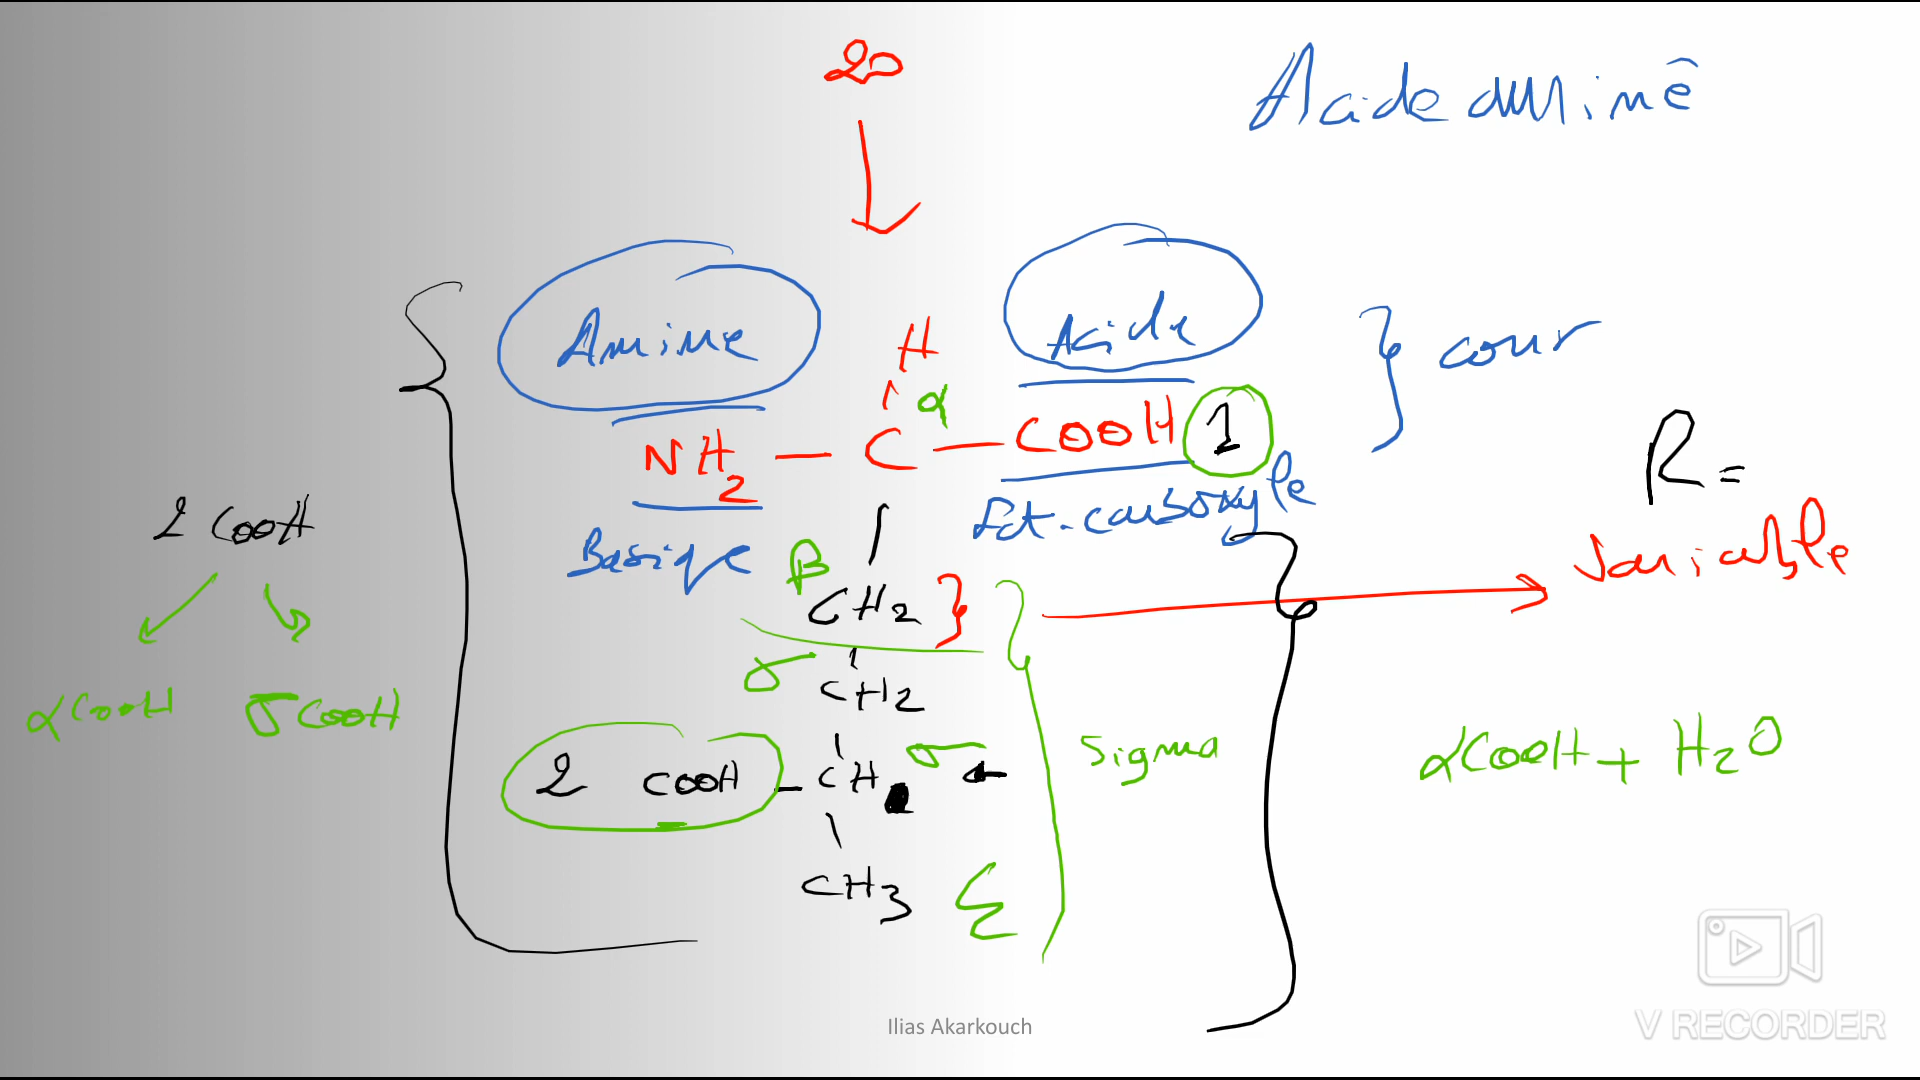 20
Acide aminê
Amine
Acide
} cour
H
α
NH2 — C — COOH 1
R =
variable
Basique
fct-carboxyle
2 COOH
β
CH2 }
αCOOH
σCOOH
σ
CH2
Sigma
αCOOH + H2O
2 COOH - CH
σ
CH3
Σ
Ilias Akarkouch
V RECORDER